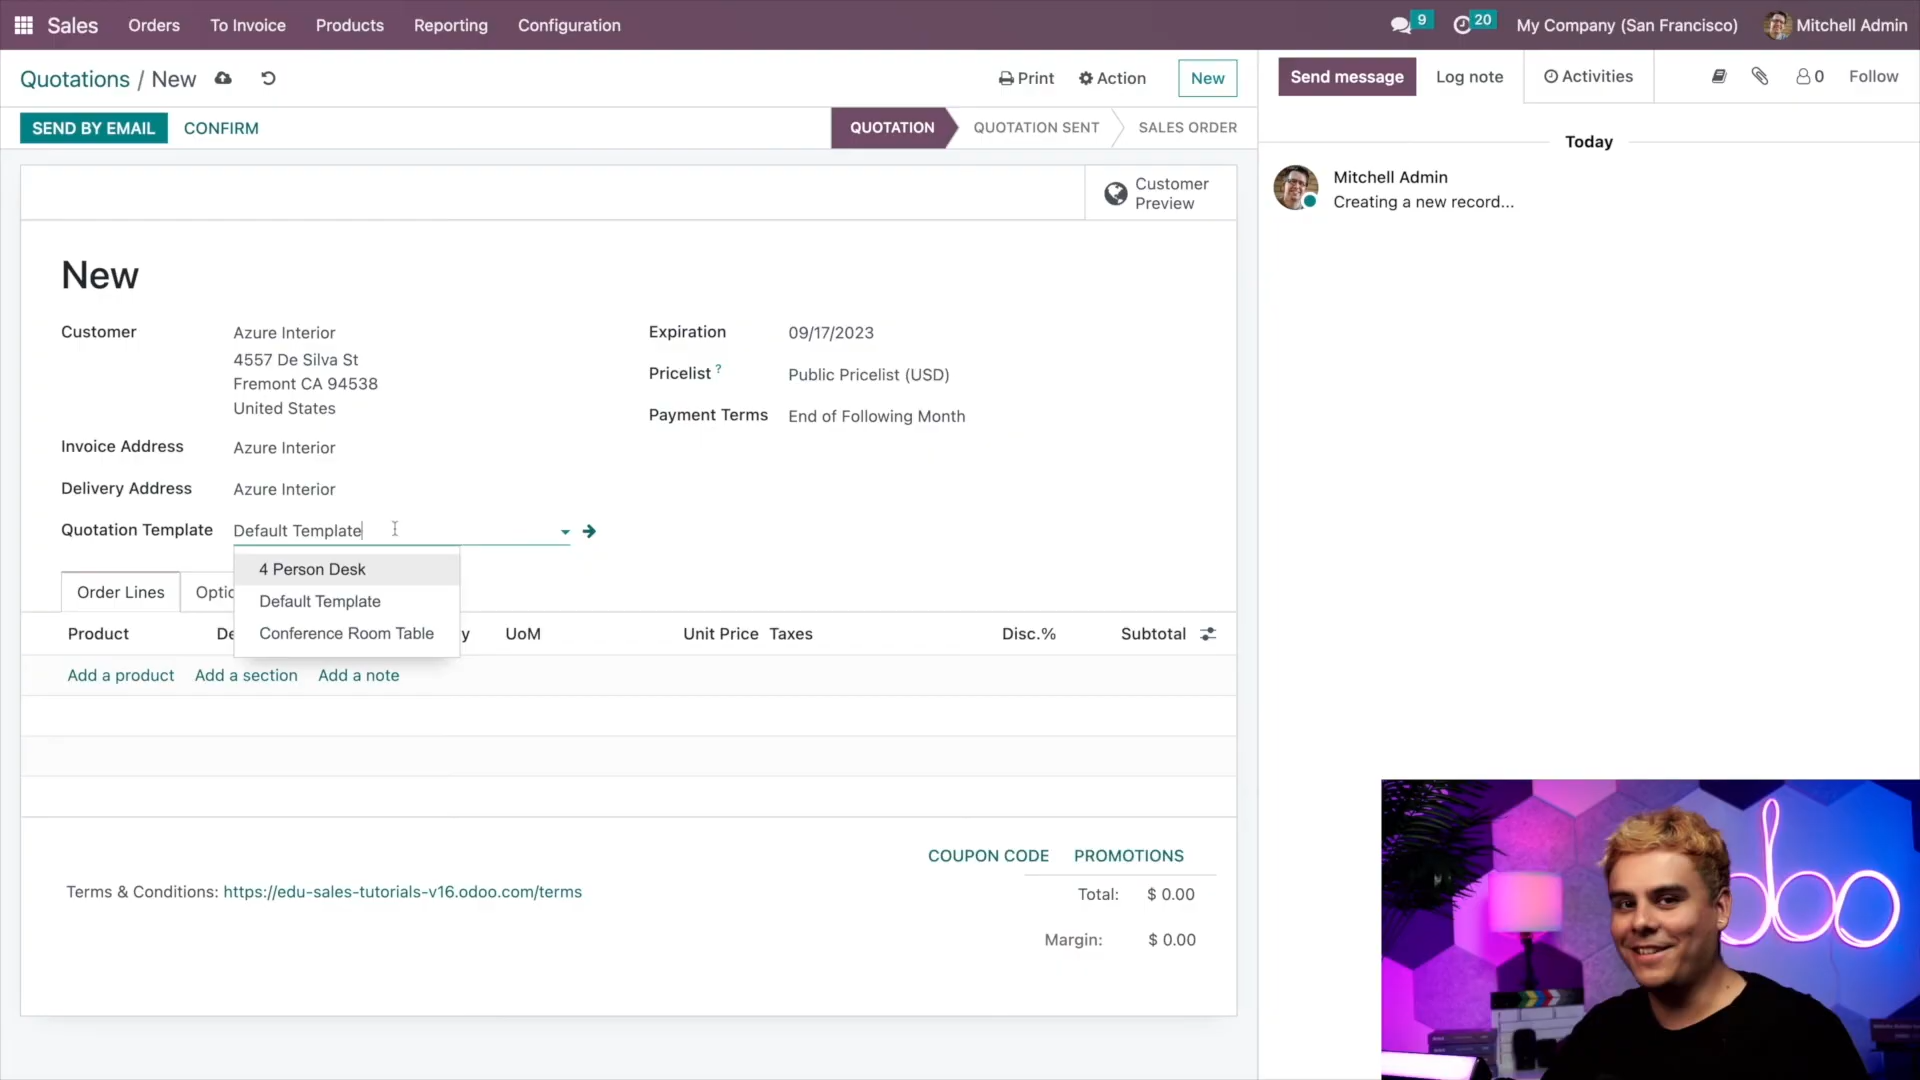 Sales Orders To Invoice Products Reporting Configuration 9 20 My Company (San Francisco) Mitchell Admin
Quotations / New Print Action New
SEND BY EMAIL CONFIRM QUOTATION QUOTATION SENT SALES ORDER
Customer
Preview
New
Customer Azure Interior
4557 De Silva St
Fremont CA 94538
United States
Invoice Address Azure Interior
Delivery Address Azure Interior
Quotation Template Default Template
Expiration 09/17/2023
Pricelist ? Public Pricelist (USD)
Payment Terms End of Following Month
4 Person Desk
Default Template
Conference Room Table
Order Lines Optic
Product De y UoM Unit Price Taxes Disc.% Subtotal
Add a product Add a section Add a note
COUPON CODE PROMOTIONS
Terms & Conditions: https://edu-sales-tutorials-v16.odoo.com/terms
Total: $ 0.00
Margin: $ 0.00
Send message Log note Activities 0 Follow
Today
Mitchell Admin
Creating a new record...
odoo